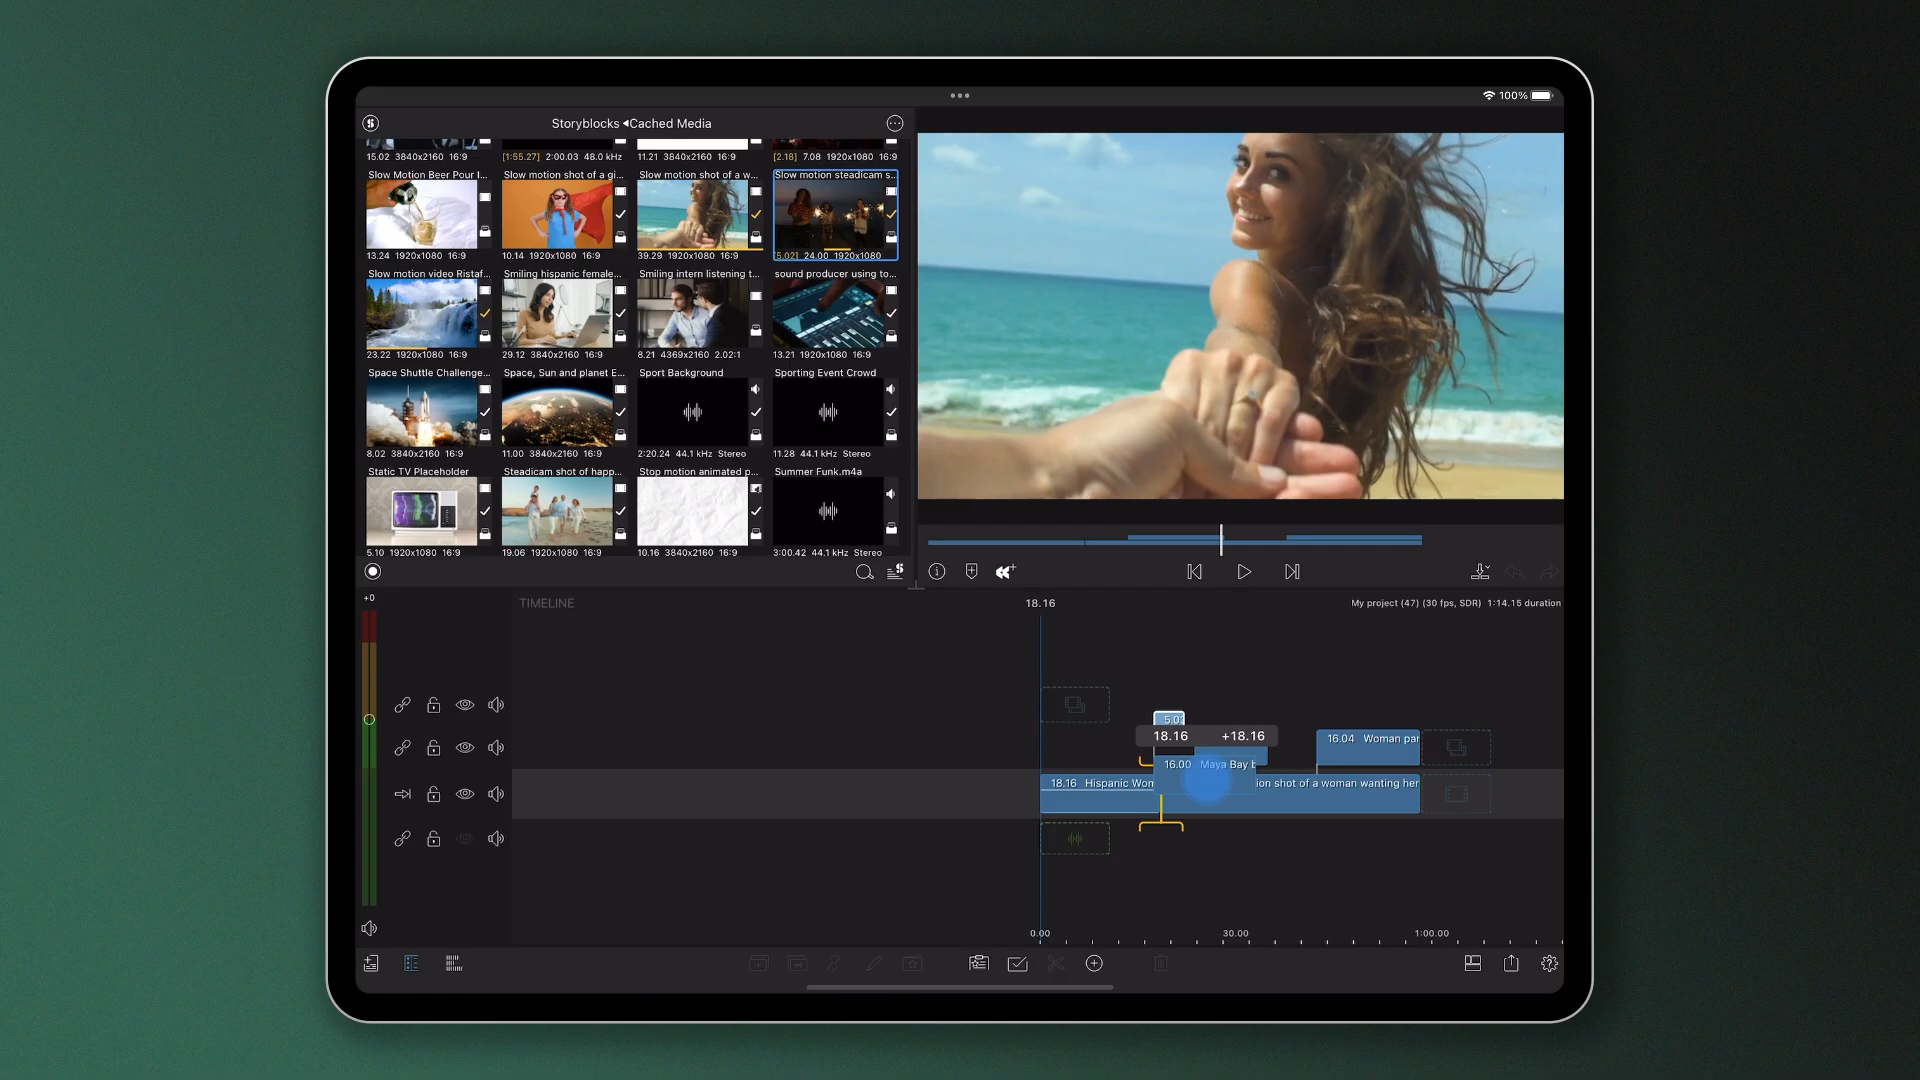 100%
Storyblocks ◂Cached Media
15.02 3840x2160 16:9
[1:55.27] 2:00.03 48.0 kHz
11.21 3840x2160 16:9
[2.18] 7.08 1920x1080 16:9
Slow Motion Beer Pour I...
Slow motion shot of a gi...
Slow motion shot of a w...
Slow motion steadicam s...
13.24 1920x1080 16:9
10.14 1920x1080 16:9
39.29 1920x1080 16:9
[5.02] 24.00 1920x1080
Slow motion video Ristaf...
Smiling hispanic female...
Smiling intern listening t...
sound producer using to...
23.22 1920x1080 16:9
29.12 3840x2160 16:9
8.21 4369x2160 2.02:1
13.21 1920x1080 16:9
Space Shuttle Challenge...
Space, Sun and planet E...
Sport Background
Sporting Event Crowd
8.02 3840x2160 16:9
11.00 3840x2160 16:9
2:20.24 44.1 kHz Stereo
11.28 44.1 kHz Stereo
Static TV Placeholder
Steadicam shot of happ...
Stop motion animated p...
Summer Funk.m4a
5.10 1920x1080 16:9
19.06 1920x1080 16:9
10.16 3840x2160 16:9
3:00.42 44.1 kHz Stereo
+0
TIMELINE
18.16
My project (47) (30 fps, SDR) 1:14.15 duration
18.16 +18.16
16.04 Woman par
16.00 Maya Bay b
18.16 Hispanic Wom
ion shot of a woman wanting her
0.00
30.00
1:00.00